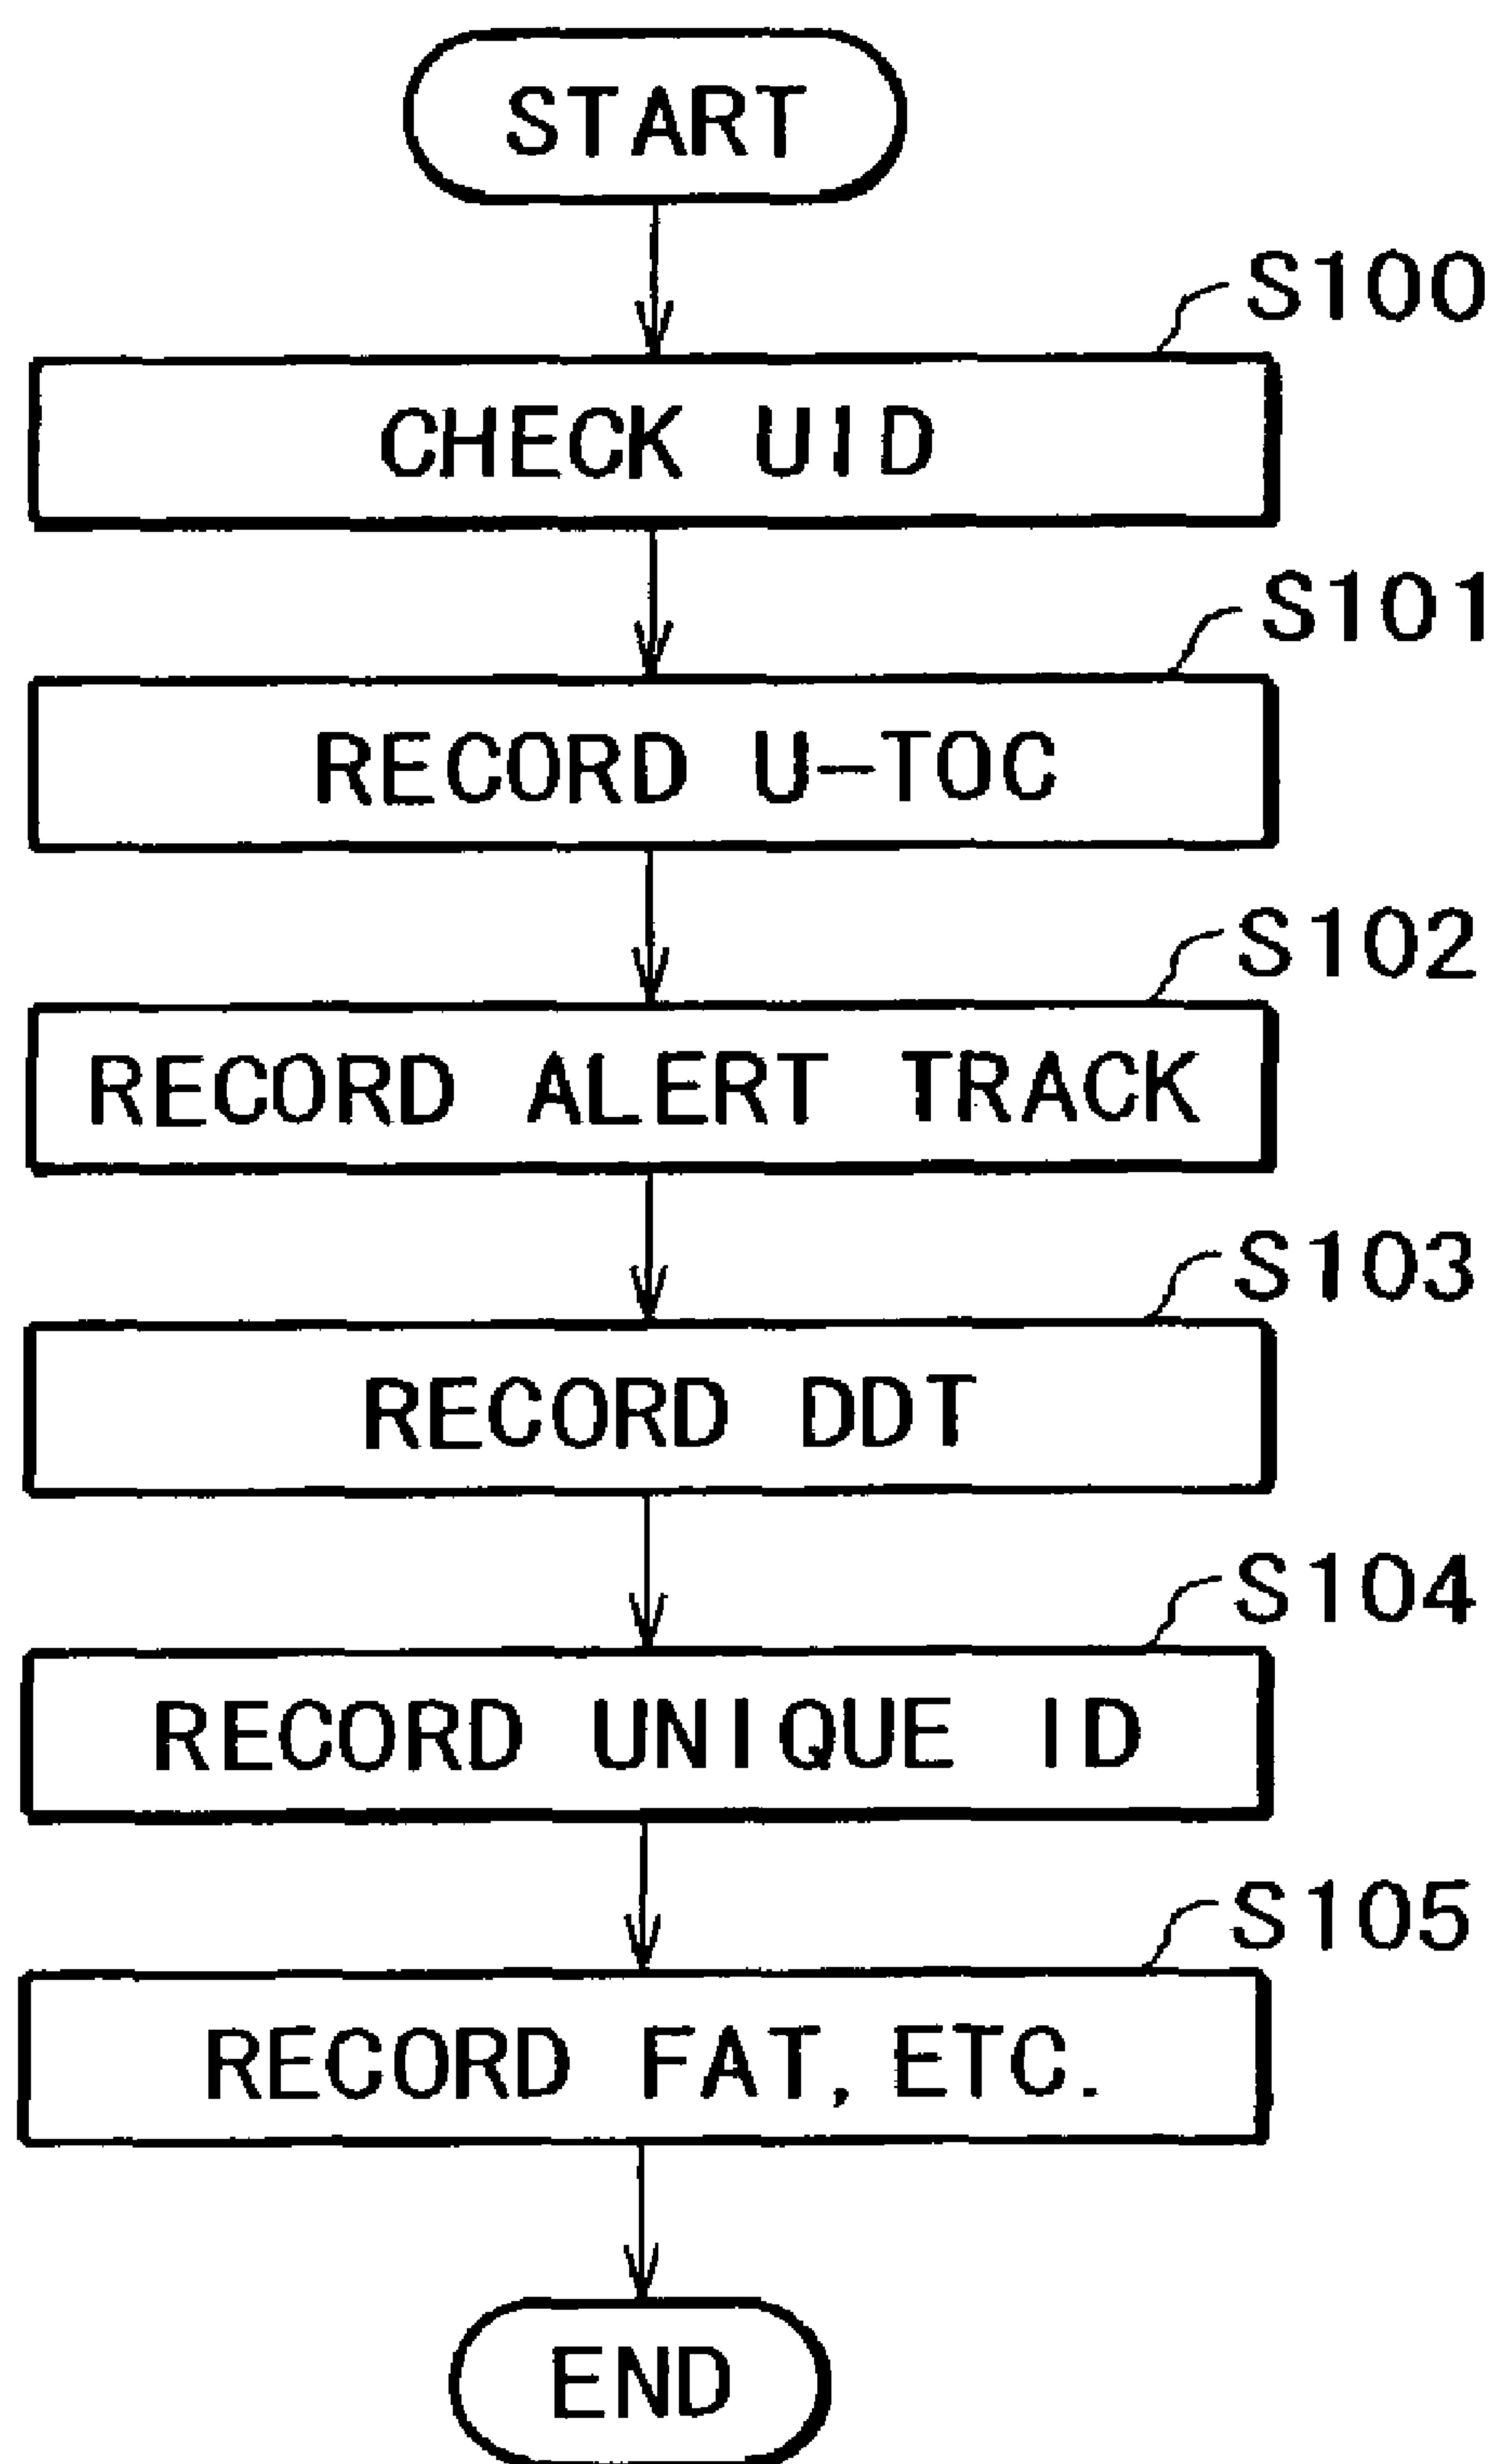 START
S100
CHECK UID
S101
RECORD U-TOC
S102
RECORD ALERT TRACK
S103
RECORD DDT
S104
RECORD UNIQUE ID
S105
RECORD FAT, ETC.
END